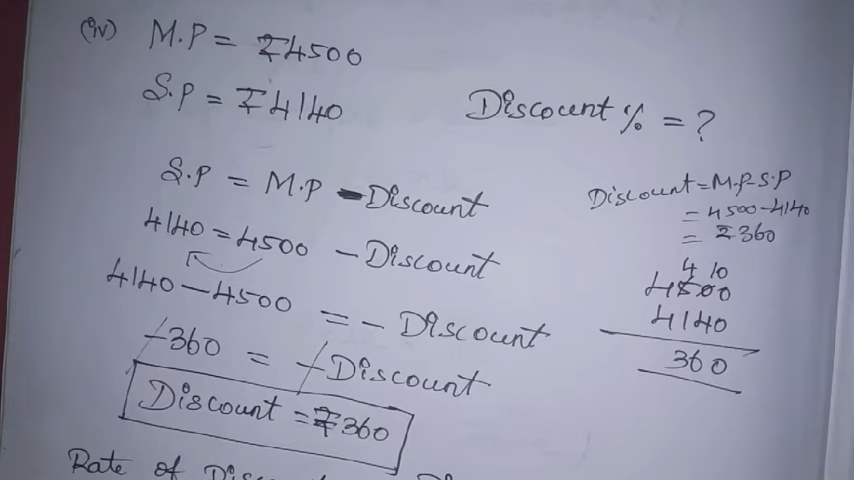 (iv) M.P = ₹4500
S.P = ₹4140
Discount % = ?
S.P = M.P - Discount
4140 = 4500 - Discount
4140 - 4500 = - Discount
-360 = - Discount
Discount = ₹360
Discount = M.P-S.P
= 4500-4140
= ₹360
4 10
4500
4140
360
Rate of